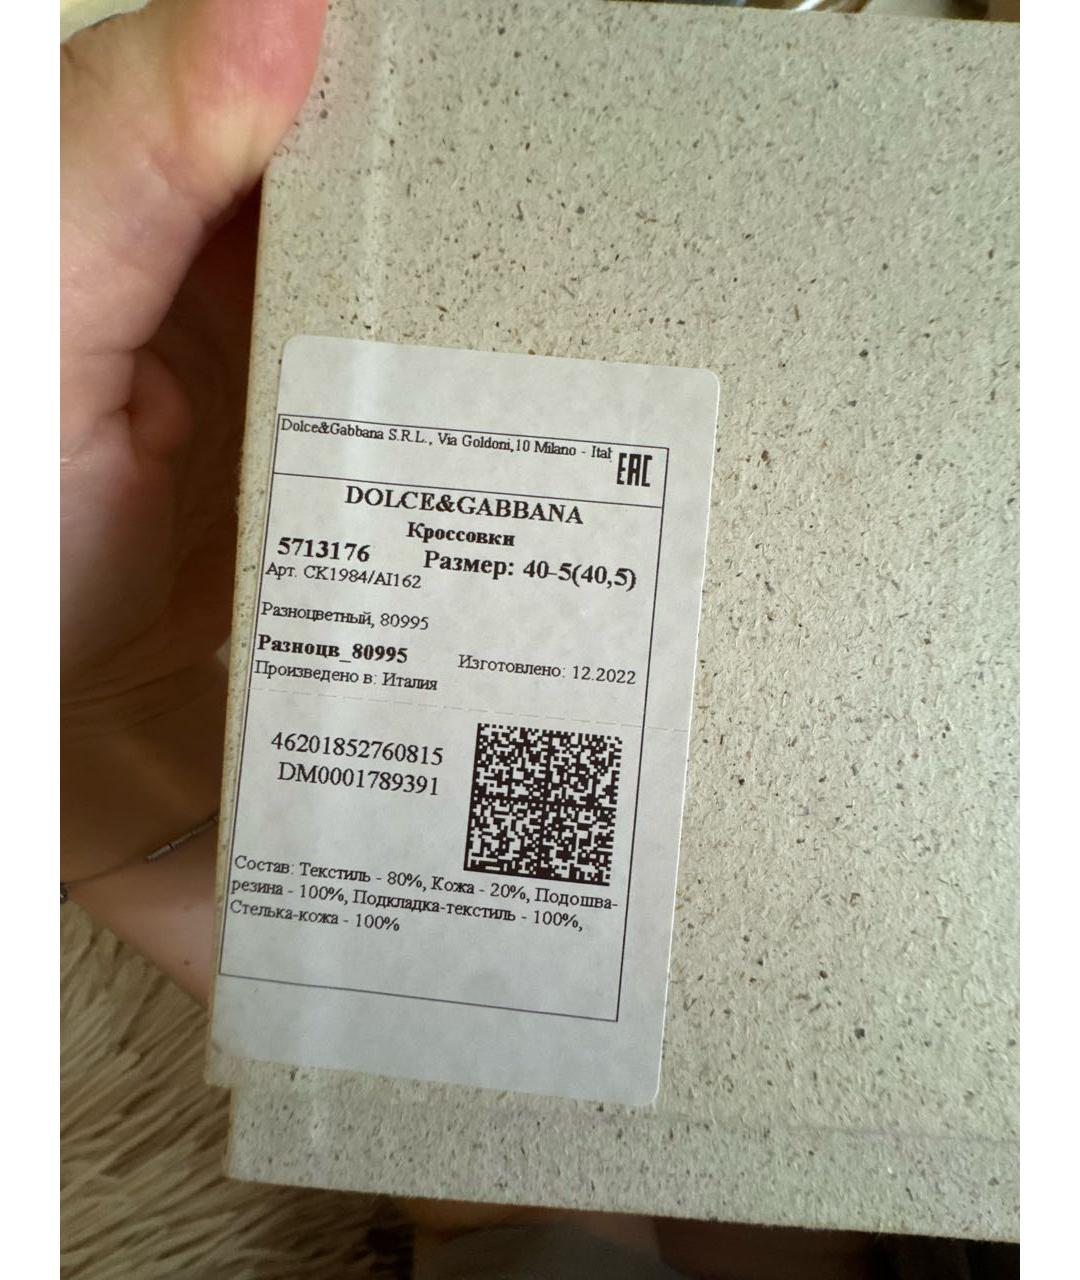 Dolce&Gabbana S.R.L., Via Goldoni,10 Milano - Ital
EAC
DOLCE&GABBANA
Кроссовки
5713176 Размер: 40-5(40,5)
Арт. CK1984/AI162
Разноцветный, 80995
Разноцв_80995
Изготовлено: 12.2022
Произведено в: Италия
46201852760815
DM0001789391
Состав: Текстиль - 80%, Кожа - 20%, Подошва-
резина - 100%, Подкладка-текстиль - 100%,
Стелька-кожа - 100%